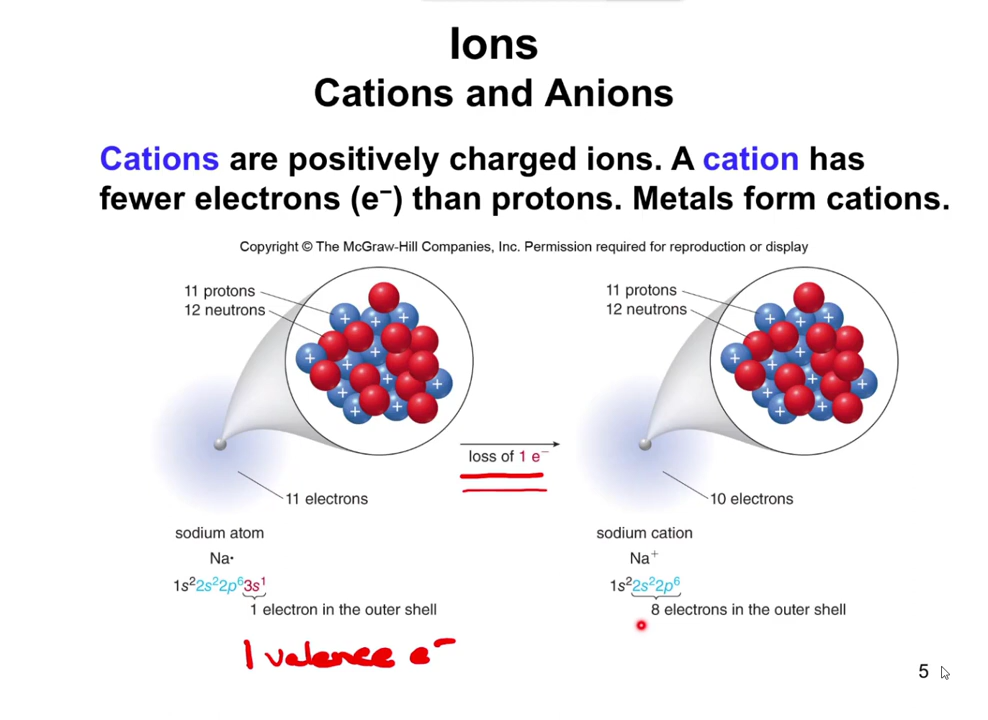 Ions
Cations and Anions
Cations are positively charged ions. A cation has
fewer electrons (e⁻) than protons. Metals form cations.
Copyright © The McGraw-Hill Companies, Inc. Permission required for reproduction or display
11 protons
12 neutrons
11 protons
12 neutrons
+ + + + + + + + + + +
+ + + + + + + + + + +
loss of 1 e⁻
11 electrons
10 electrons
sodium atom
Na·
1s²2s²2p⁶3s¹
1 electron in the outer shell
sodium cation
Na⁺
1s²2s²2p⁶
8 electrons in the outer shell
1 valence e⁻
5